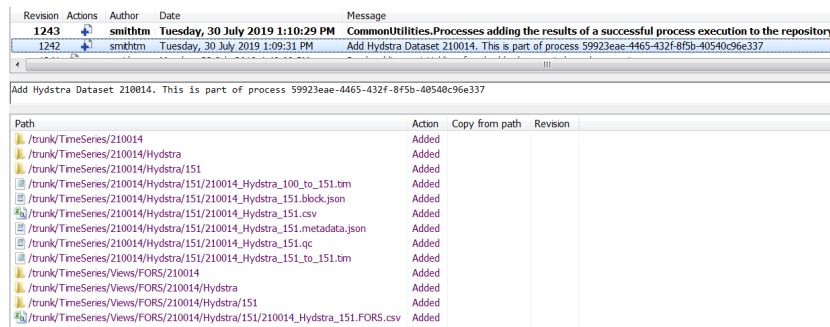 Revision Actions Author Date Message
1243 smithtm Tuesday, 30 July 2019 1:10:29 PM CommonUtilities.Processes adding the results of a successful process execution to the repository
1242 smithtm Tuesday, 30 July 2019 1:09:31 PM Add Hydstra Dataset 210014. This is part of process 59923eae-4465-432f-8f5b-40540c96e337
Add Hydstra Dataset 210014. This is part of process 59923eae-4465-432f-8f5b-40540c96e337
Path Action Copy from path Revision
/trunk/TimeSeries/210014 Added
/trunk/TimeSeries/210014/Hydstra Added
/trunk/TimeSeries/210014/Hydstra/151 Added
/trunk/TimeSeries/210014/Hydstra/151/210014_Hydstra_100_to_151.tim Added
/trunk/TimeSeries/210014/Hydstra/151/210014_Hydstra_151.block.json Added
/trunk/TimeSeries/210014/Hydstra/151/210014_Hydstra_151.csv Added
/trunk/TimeSeries/210014/Hydstra/151/210014_Hydstra_151.metadata.json Added
/trunk/TimeSeries/210014/Hydstra/151/210014_Hydstra_151.qc Added
/trunk/TimeSeries/210014/Hydstra/151/210014_Hydstra_151_to_151.tim Added
/trunk/TimeSeries/Views/FORS/210014 Added
/trunk/TimeSeries/Views/FORS/210014/Hydstra Added
/trunk/TimeSeries/Views/FORS/210014/Hydstra/151 Added
/trunk/TimeSeries/Views/FORS/210014/Hydstra/151/210014_Hydstra_151.FORS.csv Added